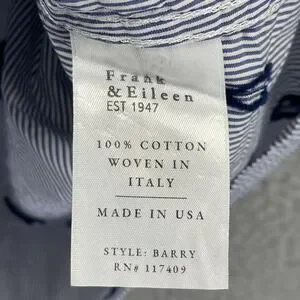 Frank
& Eileen
EST 1947
100% COTTON
WOVEN IN
ITALY
MADE IN USA
STYLE: BARRY
RN# 117409